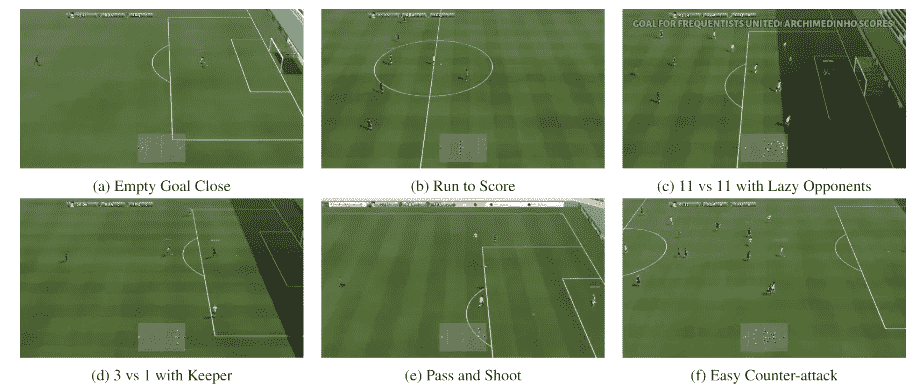 GOAL FOR FREQUENTISTS UNITED: ARCHIMEDINHO SCORES!
(a) Empty Goal Close
(b) Run to Score
(c) 11 vs 11 with Lazy Opponents
(d) 3 vs 1 with Keeper
(e) Pass and Shoot
(f) Easy Counter-attack